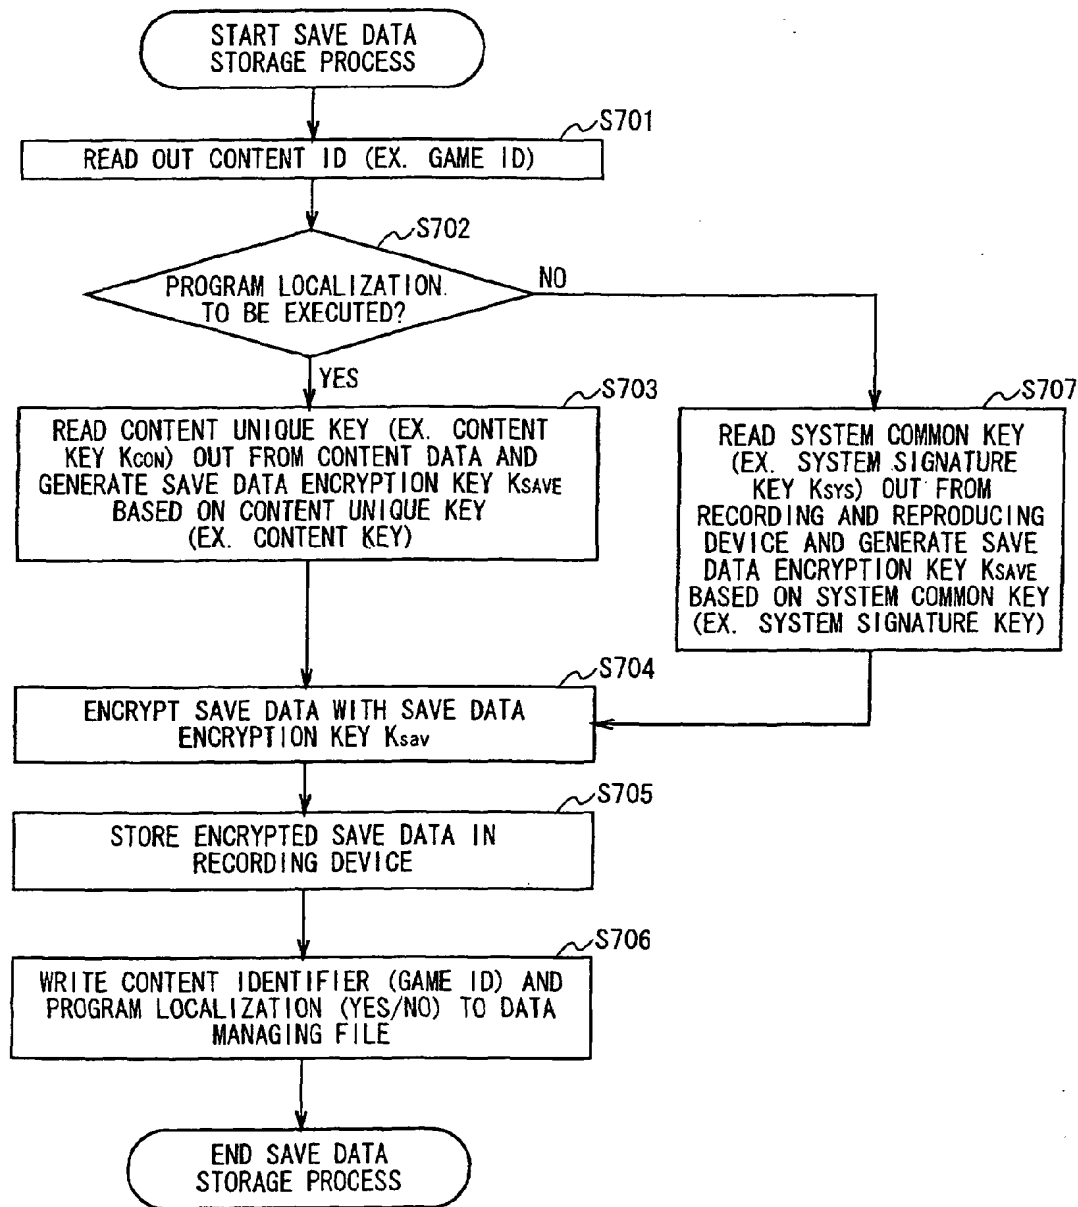 START SAVE DATA
STORAGE PROCESS
S701
READ OUT CONTENT ID (EX. GAME ID)
S702
PROGRAM LOCALIZATION
TO BE EXECUTED?
NO
YES
S703
READ CONTENT UNIQUE KEY (EX. CONTENT
KEY KCON) OUT FROM CONTENT DATA AND
GENERATE SAVE DATA ENCRYPTION KEY KSAVE
BASED ON CONTENT UNIQUE KEY
(EX. CONTENT KEY)
S707
READ SYSTEM COMMON KEY
(EX. SYSTEM SIGNATURE
KEY KSYS) OUT FROM
RECORDING AND REPRODUCING
DEVICE AND GENERATE SAVE
DATA ENCRYPTION KEY KSAVE
BASED ON SYSTEM COMMON KEY
(EX. SYSTEM SIGNATURE KEY)
S704
ENCRYPT SAVE DATA WITH SAVE DATA
ENCRYPTION KEY Ksav
S705
STORE ENCRYPTED SAVE DATA IN
RECORDING DEVICE
S706
WRITE CONTENT IDENTIFIER (GAME ID) AND
PROGRAM LOCALIZATION (YES/NO) TO DATA
MANAGING FILE
END SAVE DATA
STORAGE PROCESS